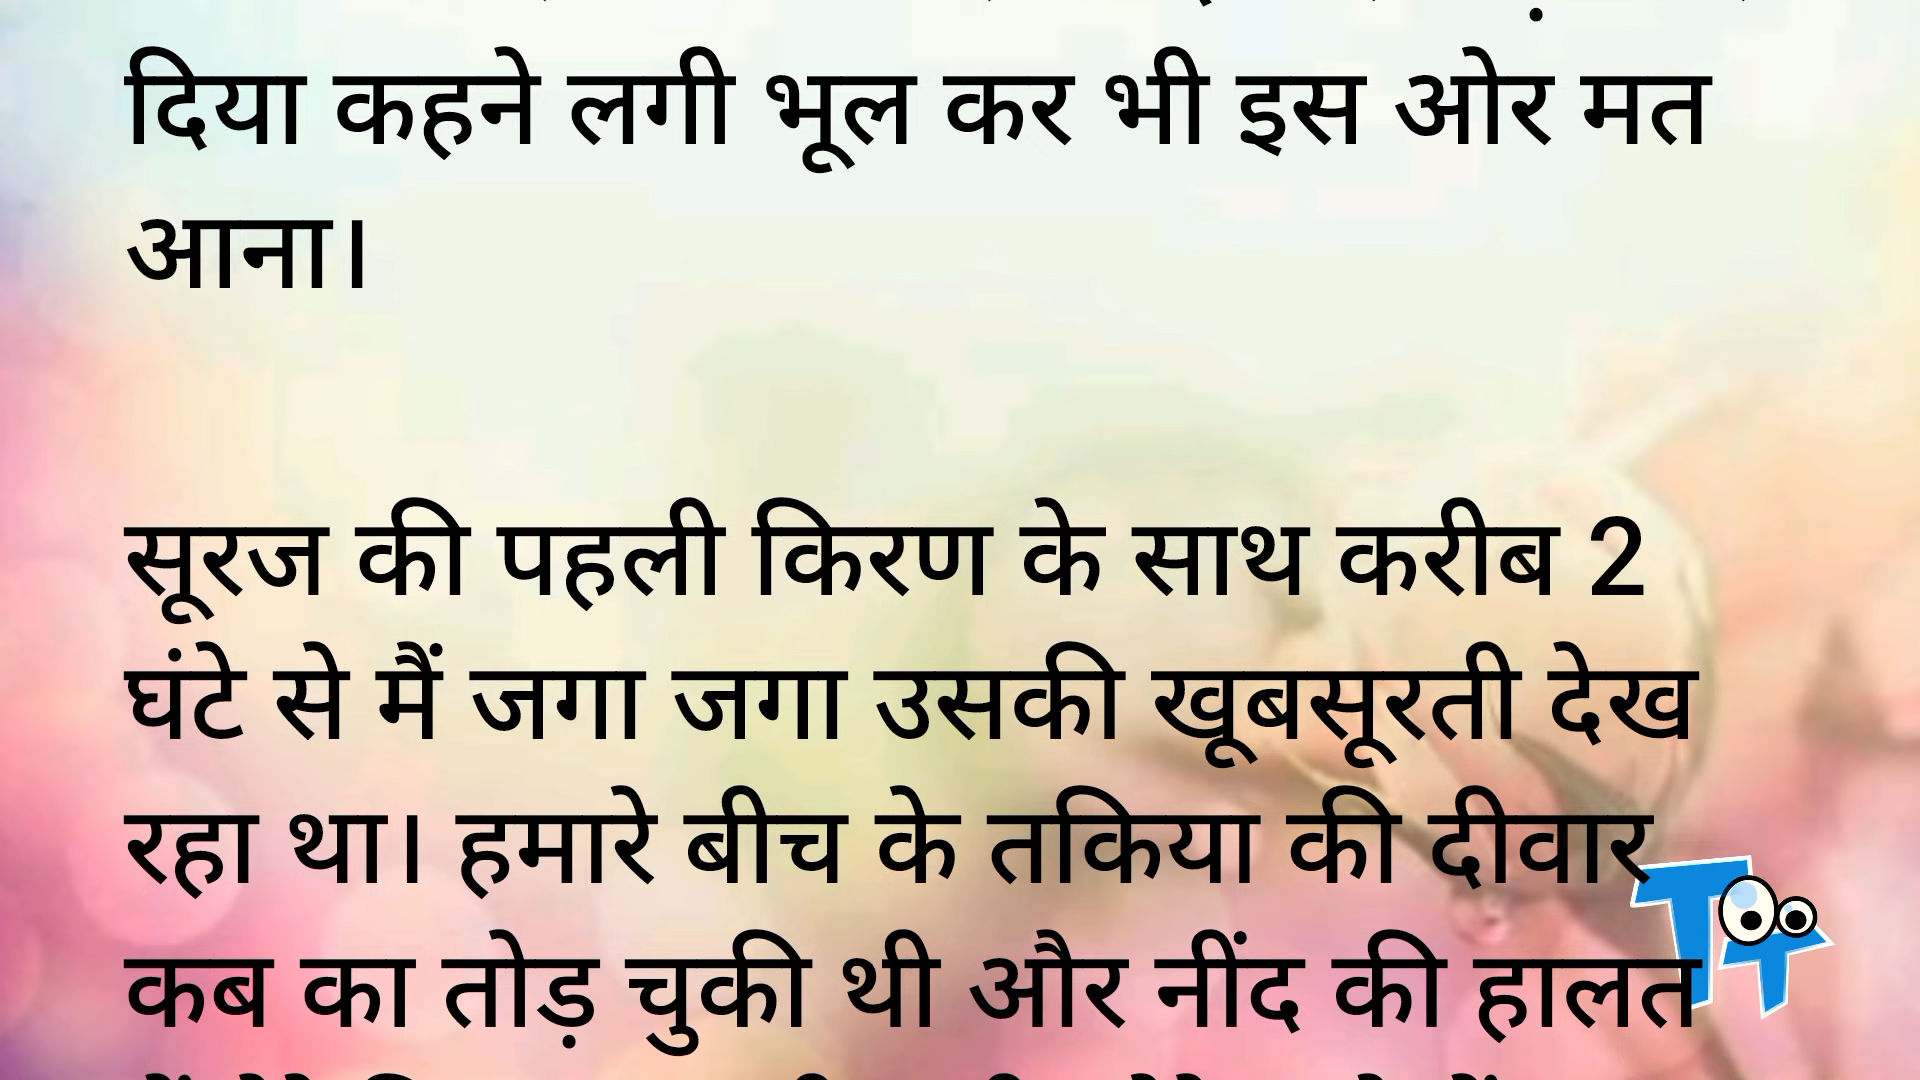 दिया कहने लगी भूल कर भी इस ओर मत
आना।
सूरज की पहली किरण के साथ करीब 2
घंटे से मैं जगा जगा उसकी खूबसूरती देख
रहा था। हमारे बीच के तकिया की दीवार
कब का तोड़ चुकी थी और नींद की हालत